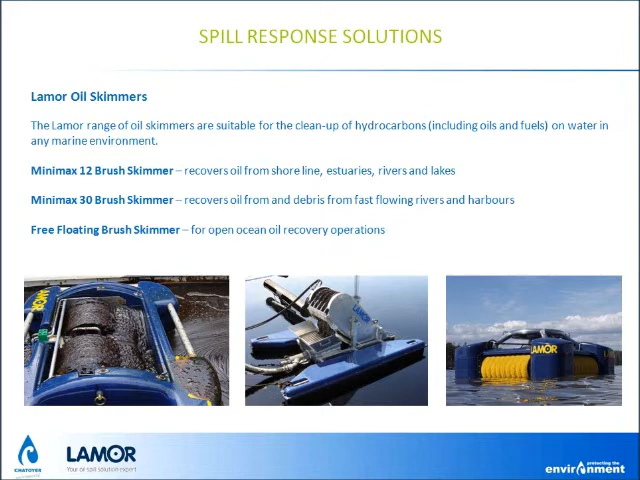 SPILL RESPONSE SOLUTIONS
Lamor Oil Skimmers
The Lamor range of oil skimmers are suitable for the clean-up of hydrocarbons (including oils and fuels) on water in
any marine environment.
Minimax 12 Brush Skimmer – recovers oil from shore line, estuaries, rivers and lakes
Minimax 30 Brush Skimmer – recovers oil from and debris from fast flowing rivers and harbours
Free Floating Brush Skimmer – for open ocean oil recovery operations
LAMOR
LAMOR
LAMOR
CHATOYER
LAMOR
Your oil spill solution expert
protecting the
envirnment